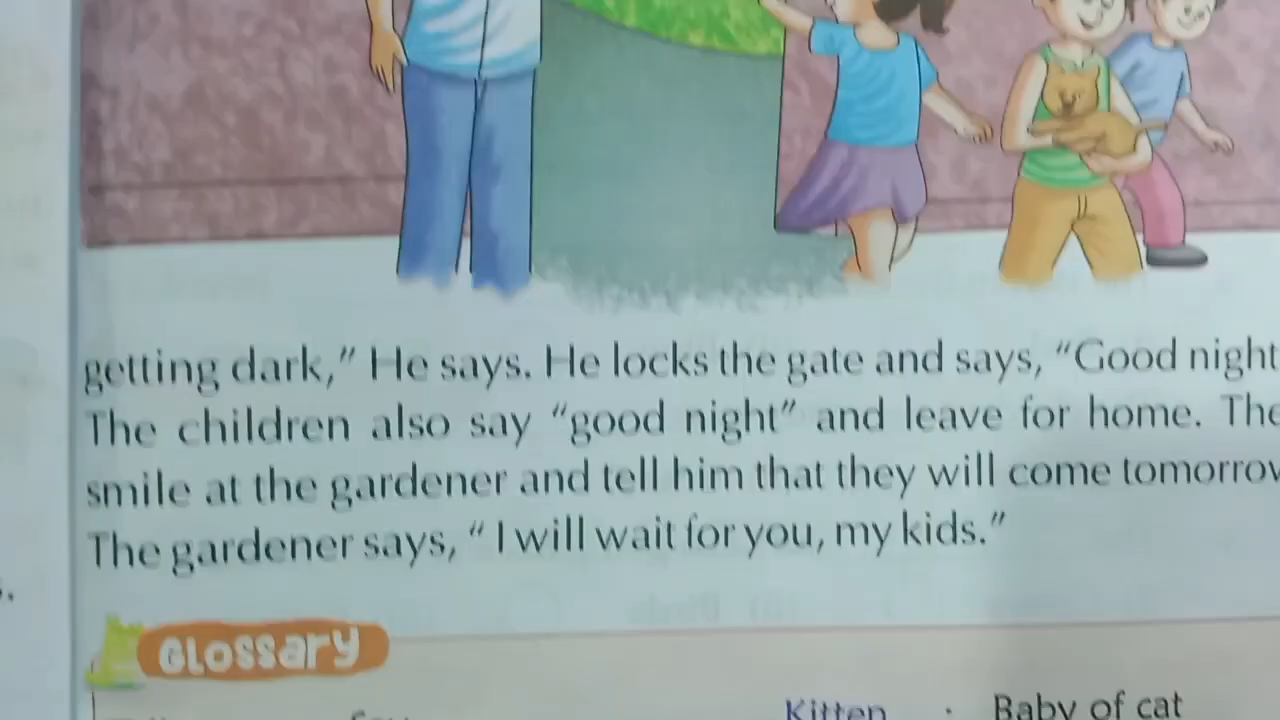 getting dark,” He says. He locks the gate and says, “Good night
The children also say “good night” and leave for home.
smile at the gardener and tell him that they will come
The gardener says, “ I will wait for you, my kids.”
GLOSSARY
Kitten : Baby of cat